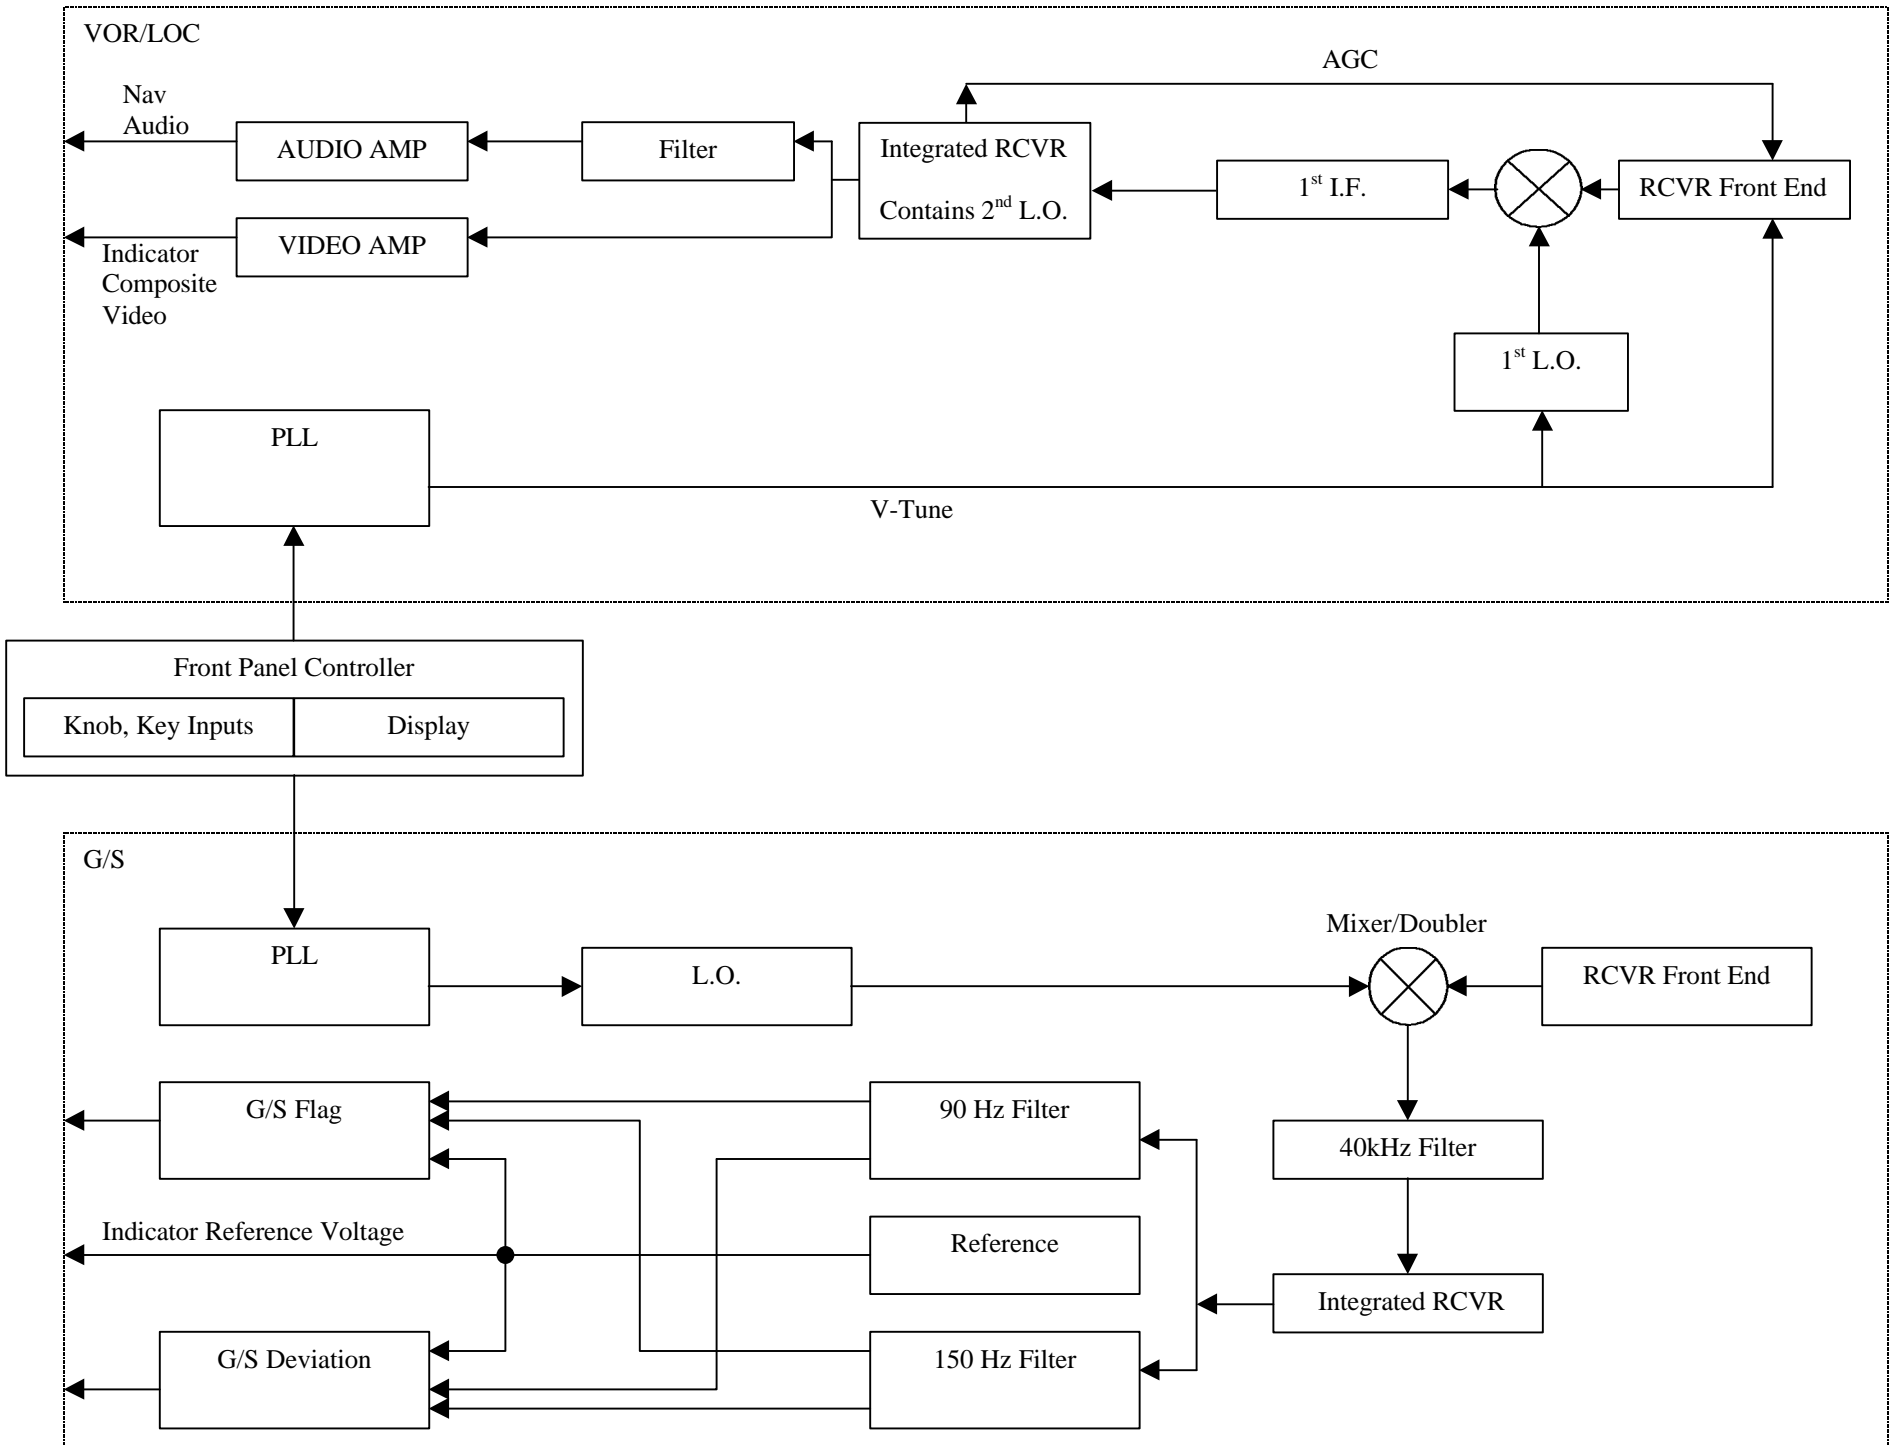 VOR/LOC
AGC
Nav
Audio
AUDIO AMP
Filter
Integrated RCVR
Contains 2nd L.O.
1st I.F.
RCVR Front End
VIDEO AMP
Indicator
Composite
Video
1st L.O.
PLL
V-Tune
Front Panel Controller
Knob, Key Inputs
Display
G/S
Mixer/Doubler
PLL
L.O.
RCVR Front End
G/S Flag
90 Hz Filter
40kHz Filter
Indicator Reference Voltage
Reference
Integrated RCVR
G/S Deviation
150 Hz Filter